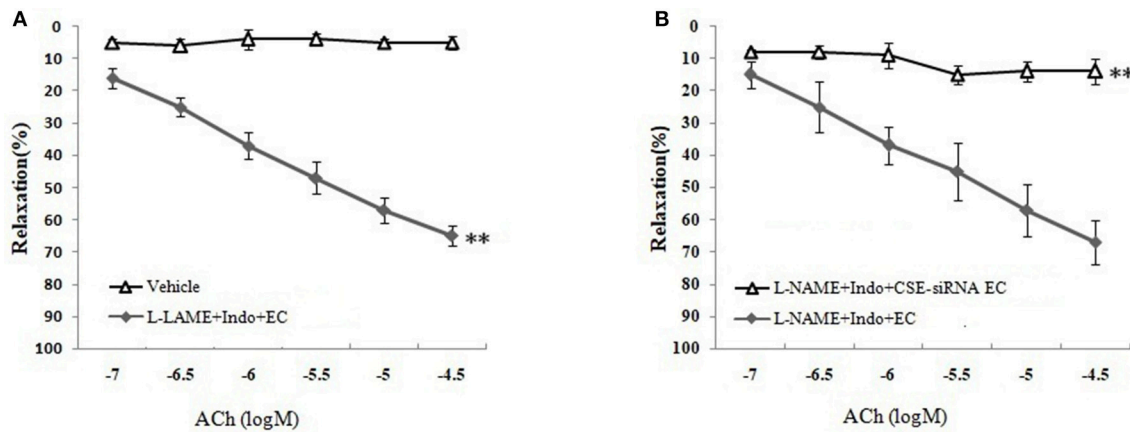 A
Relaxation(%)
0
10
20
30
40
50
60
70
80
90
100
**
Vehicle
L-LAME+Indo+EC
-7 -6.5 -6 -5.5 -5 -4.5
ACh (logM)
B
Relaxation(%)
0
10
20
30
40
50
60
70
80
90
100
**
L-NAME+Indo+CSE-siRNA EC
L-NAME+Indo+EC
-7 -6.5 -6 -5.5 -5 -4.5
ACh (logM)